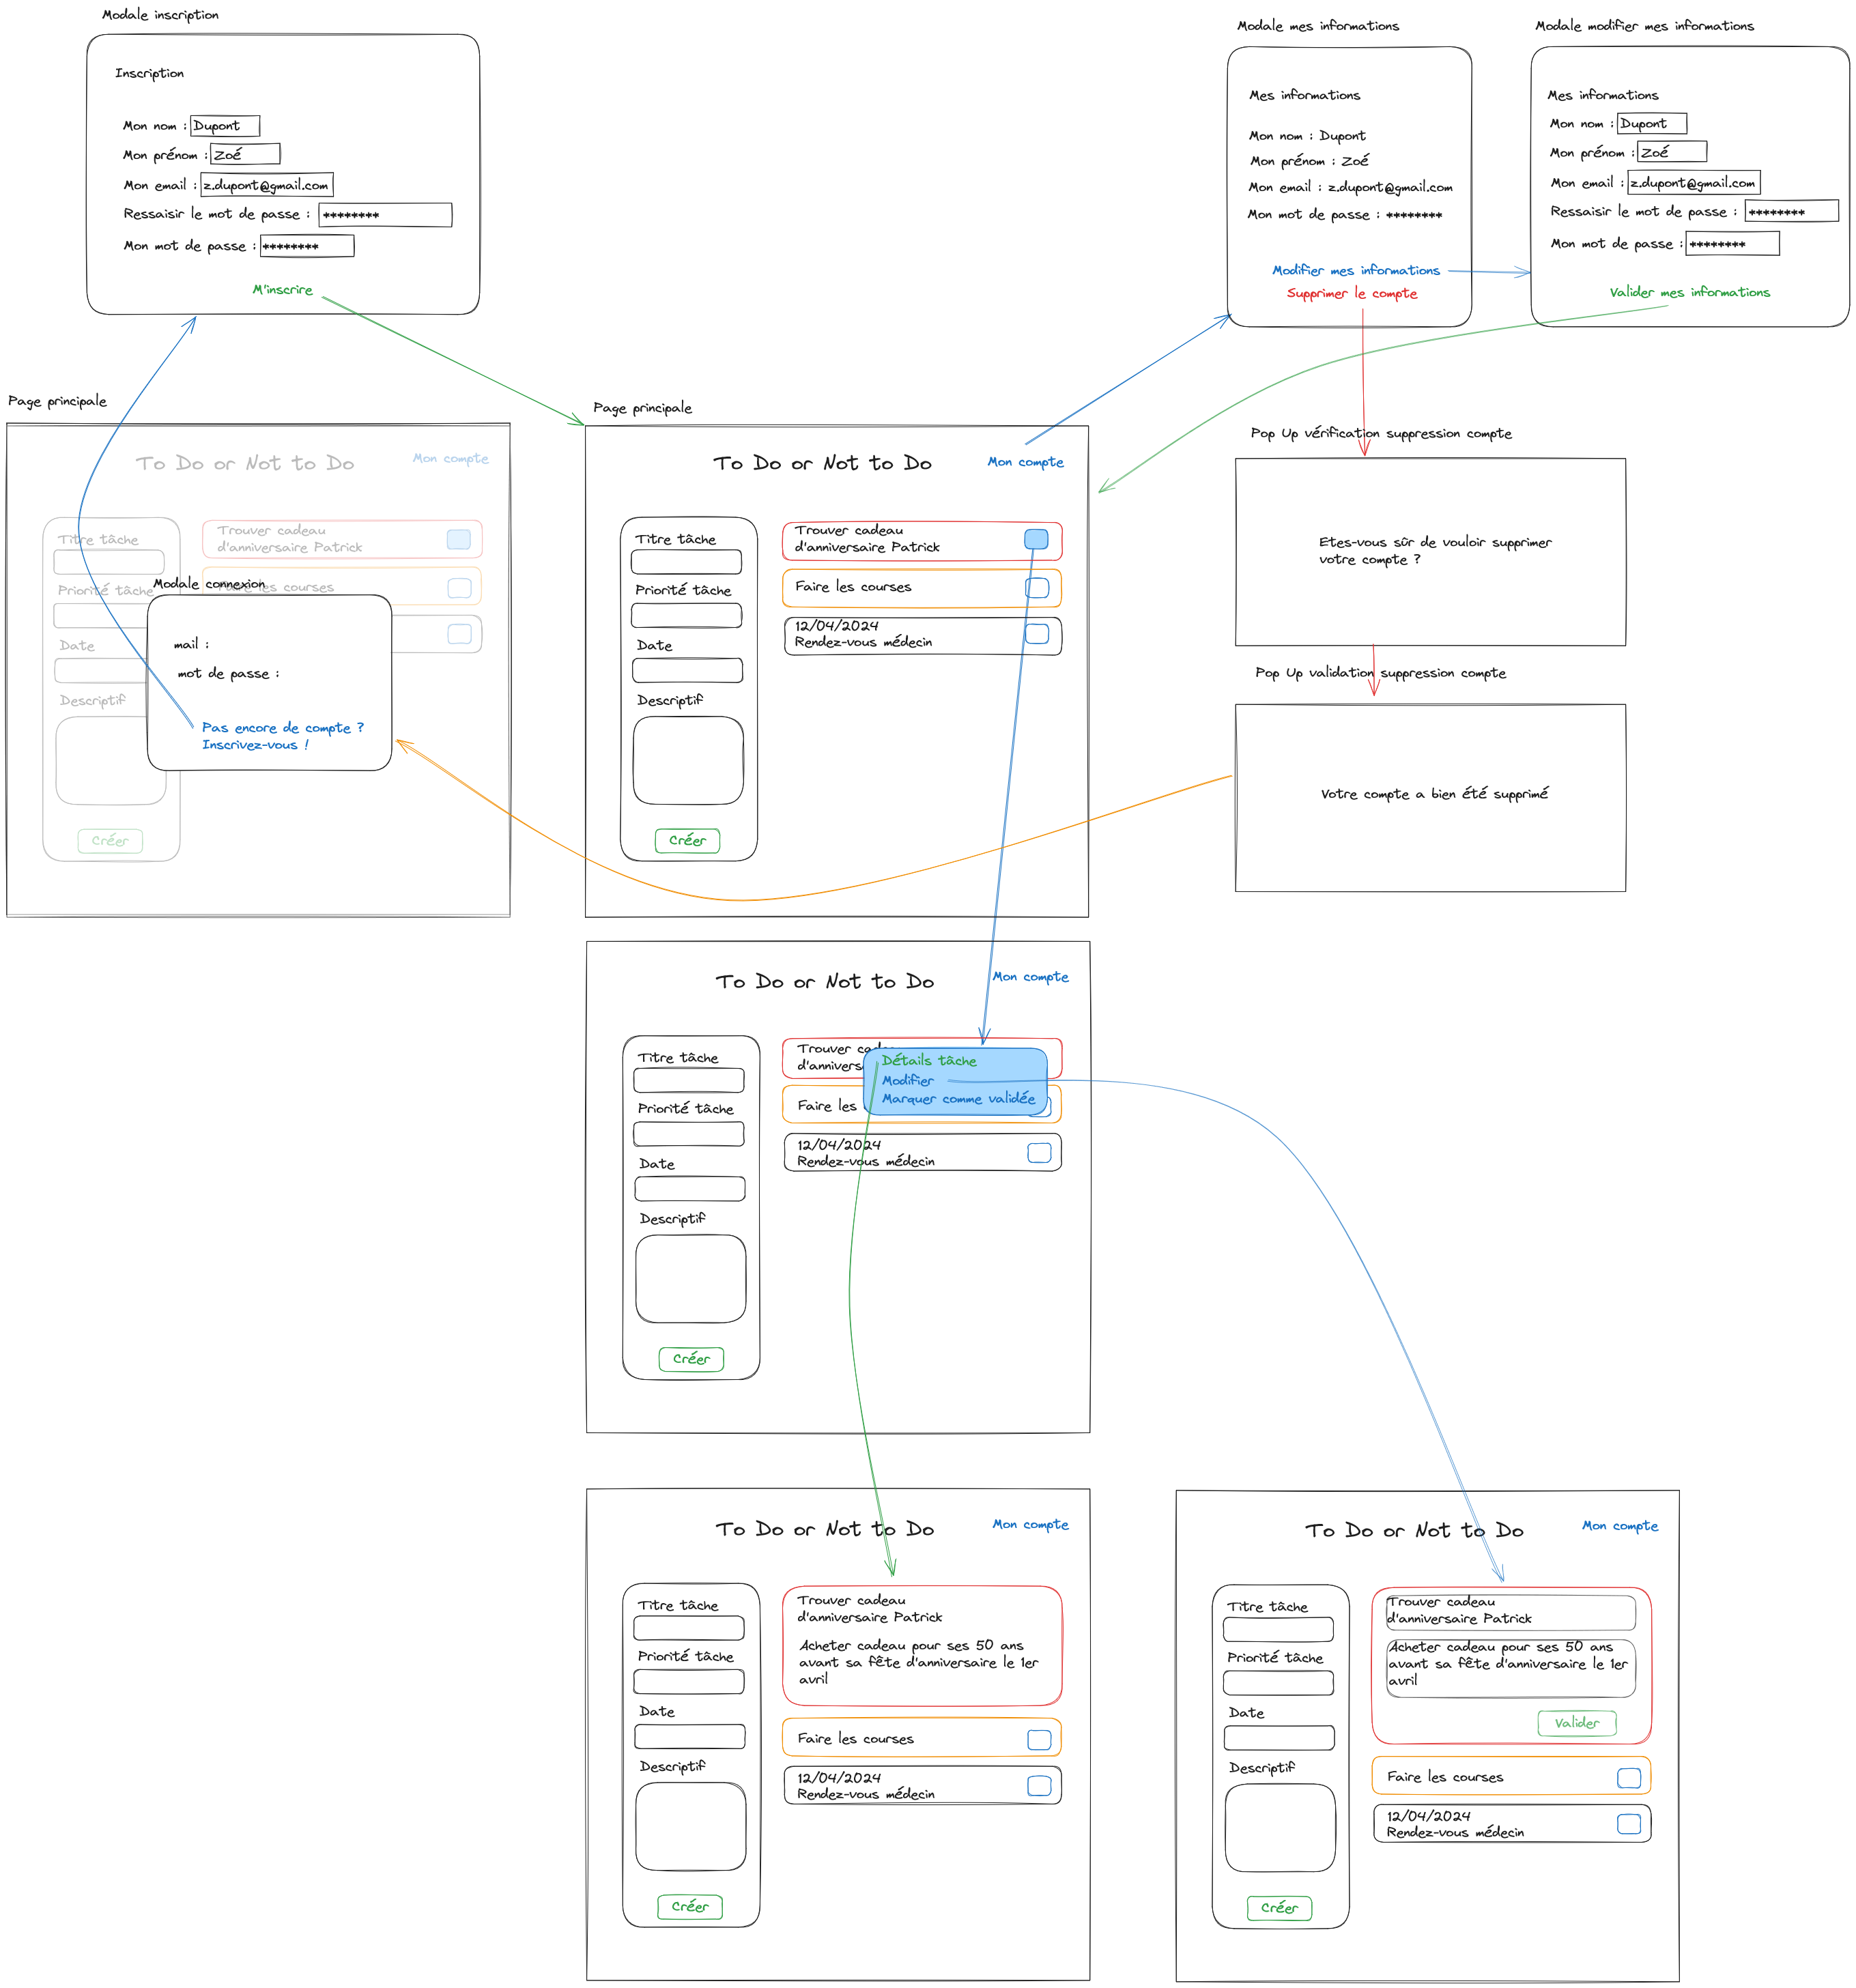 Modale inscription
Inscription
Mon nom : Dupont
Mon prénom : Zoé
Mon email : z.dupont@gmail.com
Ressaisir le mot de passe : ********
Mon mot de passe : ********
M'inscrire
Modale mes informations
Mes informations
Mon nom : Dupont
Mon prénom : Zoé
Mon email : z.dupont@gmail.com
Mon mot de passe : ********
Modifier mes informations
Supprimer le compte
Modale modifier mes informations
Mes informations
Mon nom : Dupont
Mon prénom : Zoé
Mon email : z.dupont@gmail.com
Ressaisir le mot de passe : ********
Mon mot de passe : ********
Valider mes informations
Page principale
To Do or Not to Do
Mon compte
Titre tâche
Priorité tâche
Date
Descriptif
Créer
Trouver cadeau
d'anniversaire Patrick
Faire les courses
Modale connexion
mail :
mot de passe :
Pas encore de compte ?
Inscrivez-vous !
Page principale
To Do or Not to Do
Mon compte
Titre tâche
Priorité tâche
Date
Descriptif
Créer
Trouver cadeau
d'anniversaire Patrick
Faire les courses
12/04/2024
Rendez-vous médecin
Pop Up vérification suppression compte
Etes-vous sûr de vouloir supprimer
votre compte ?
Pop Up validation suppression compte
Votre compte a bien été supprimé
To Do or Not to Do
Mon compte
Titre tâche
Priorité tâche
Date
Descriptif
Créer
Trouver
Faire les
12/04/2024
Rendez-vous médecin
Détails tâche
Modifier
Marquer comme validée
To Do or Not to Do
Mon compte
Titre tâche
Priorité tâche
Date
Descriptif
Créer
Trouver cadeau
d'anniversaire Patrick
Acheter cadeau pour ses 50 ans
avant sa fête d'anniversaire le 1er
avril
Faire les courses
12/04/2024
Rendez-vous médecin
To Do or Not to Do
Mon compte
Titre tâche
Priorité tâche
Date
Descriptif
Créer
Trouver cadeau
d'anniversaire Patrick
Acheter cadeau pour ses 50 ans
avant sa fête d'anniversaire le 1er
avril
Valider
Faire les courses
12/04/2024
Rendez-vous médecin